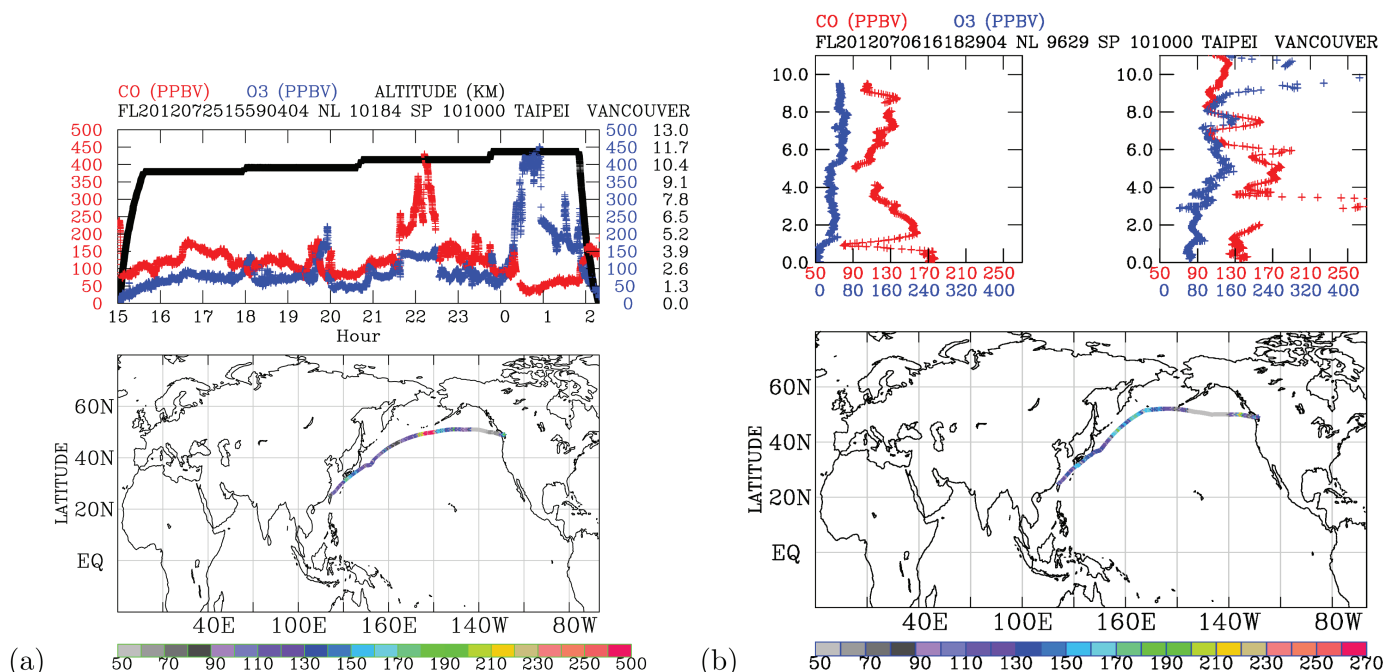 CO (PPBV) O3 (PPBV) ALTITUDE (KM)
FL2012072515590404 NL 10184 SP 101000 TAIPEI VANCOUVER
500 500 13.0
450 450 11.7
400 400 10.4
350 350 9.1
300 300 7.8
250 250 6.5
200 200 5.2
150 150 3.9
100 100 2.6
50 50 1.3
0 0 0.0
15 16 17 18 19 20 21 22 23 0 1 2
Hour
60N
40N
20N
EQ
LATITUDE
40E 100E 160E 140W 80W
50 70 90 110 130 150 170 190 210 230 250 500
(a)
CO (PPBV) O3 (PPBV)
FL2012070616182904 NL 9629 SP 101000 TAIPEI VANCOUVER
10.0 10.0
8.0 8.0
6.0 6.0
4.0 4.0
2.0 2.0
0.0 0.0
50 90 130 170 210 250 50 90 130 170 210 250
0 80 160 240 320 400 0 80 160 240 320 400
60N
40N
20N
EQ
LATITUDE
40E 100E 160E 140W 80W
50 70 90 110 130 150 170 190 210 230 250 270
(b)